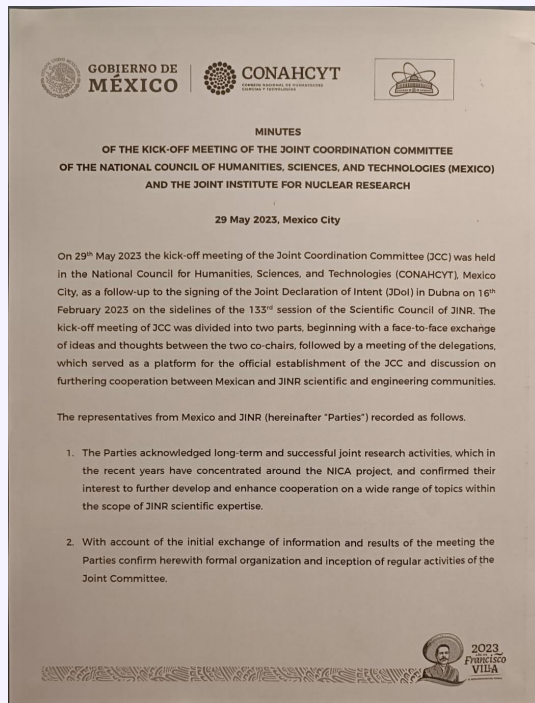 GOBIERNO DE
MÉXICO
CONAHCYT
CONSEJO NACIONAL DE HUMANIDADES
CIENCIAS Y TECNOLOGÍAS
MINUTES
OF THE KICK-OFF MEETING OF THE JOINT COORDINATION COMMITTEE
OF THE NATIONAL COUNCIL OF HUMANITIES, SCIENCES, AND TECHNOLOGIES (MEXICO)
AND THE JOINT INSTITUTE FOR NUCLEAR RESEARCH
29 May 2023, Mexico City
On 29th May 2023 the kick-off meeting of the Joint Coordination Committee (JCC) was held
in the National Council for Humanities, Sciences, and Technologies (CONAHCYT), Mexico
City, as a follow-up to the signing of the Joint Declaration of Intent (JDoI) in Dubna on 16th
February 2023 on the sidelines of the 133rd session of the Scientific Council of JINR. The
kick-off meeting of JCC was divided into two parts, beginning with a face-to-face exchange
of ideas and thoughts between the two co-chairs, followed by a meeting of the delegations,
which served as a platform for the official establishment of the JCC and discussion on
furthering cooperation between Mexican and JINR scientific and engineering communities.
The representatives from Mexico and JINR (hereinafter “Parties”) recorded as follows.
1. The Parties acknowledged long-term and successful joint research activities, which in
the recent years have concentrated around the NICA project, and confirmed their
interest to further develop and enhance cooperation on a wide range of topics within
the scope of JINR scientific expertise.
2. With account of the initial exchange of information and results of the meeting the
Parties confirm herewith formal organization and inception of regular activities of the
Joint Committee.
2023
Francisco
VILLA